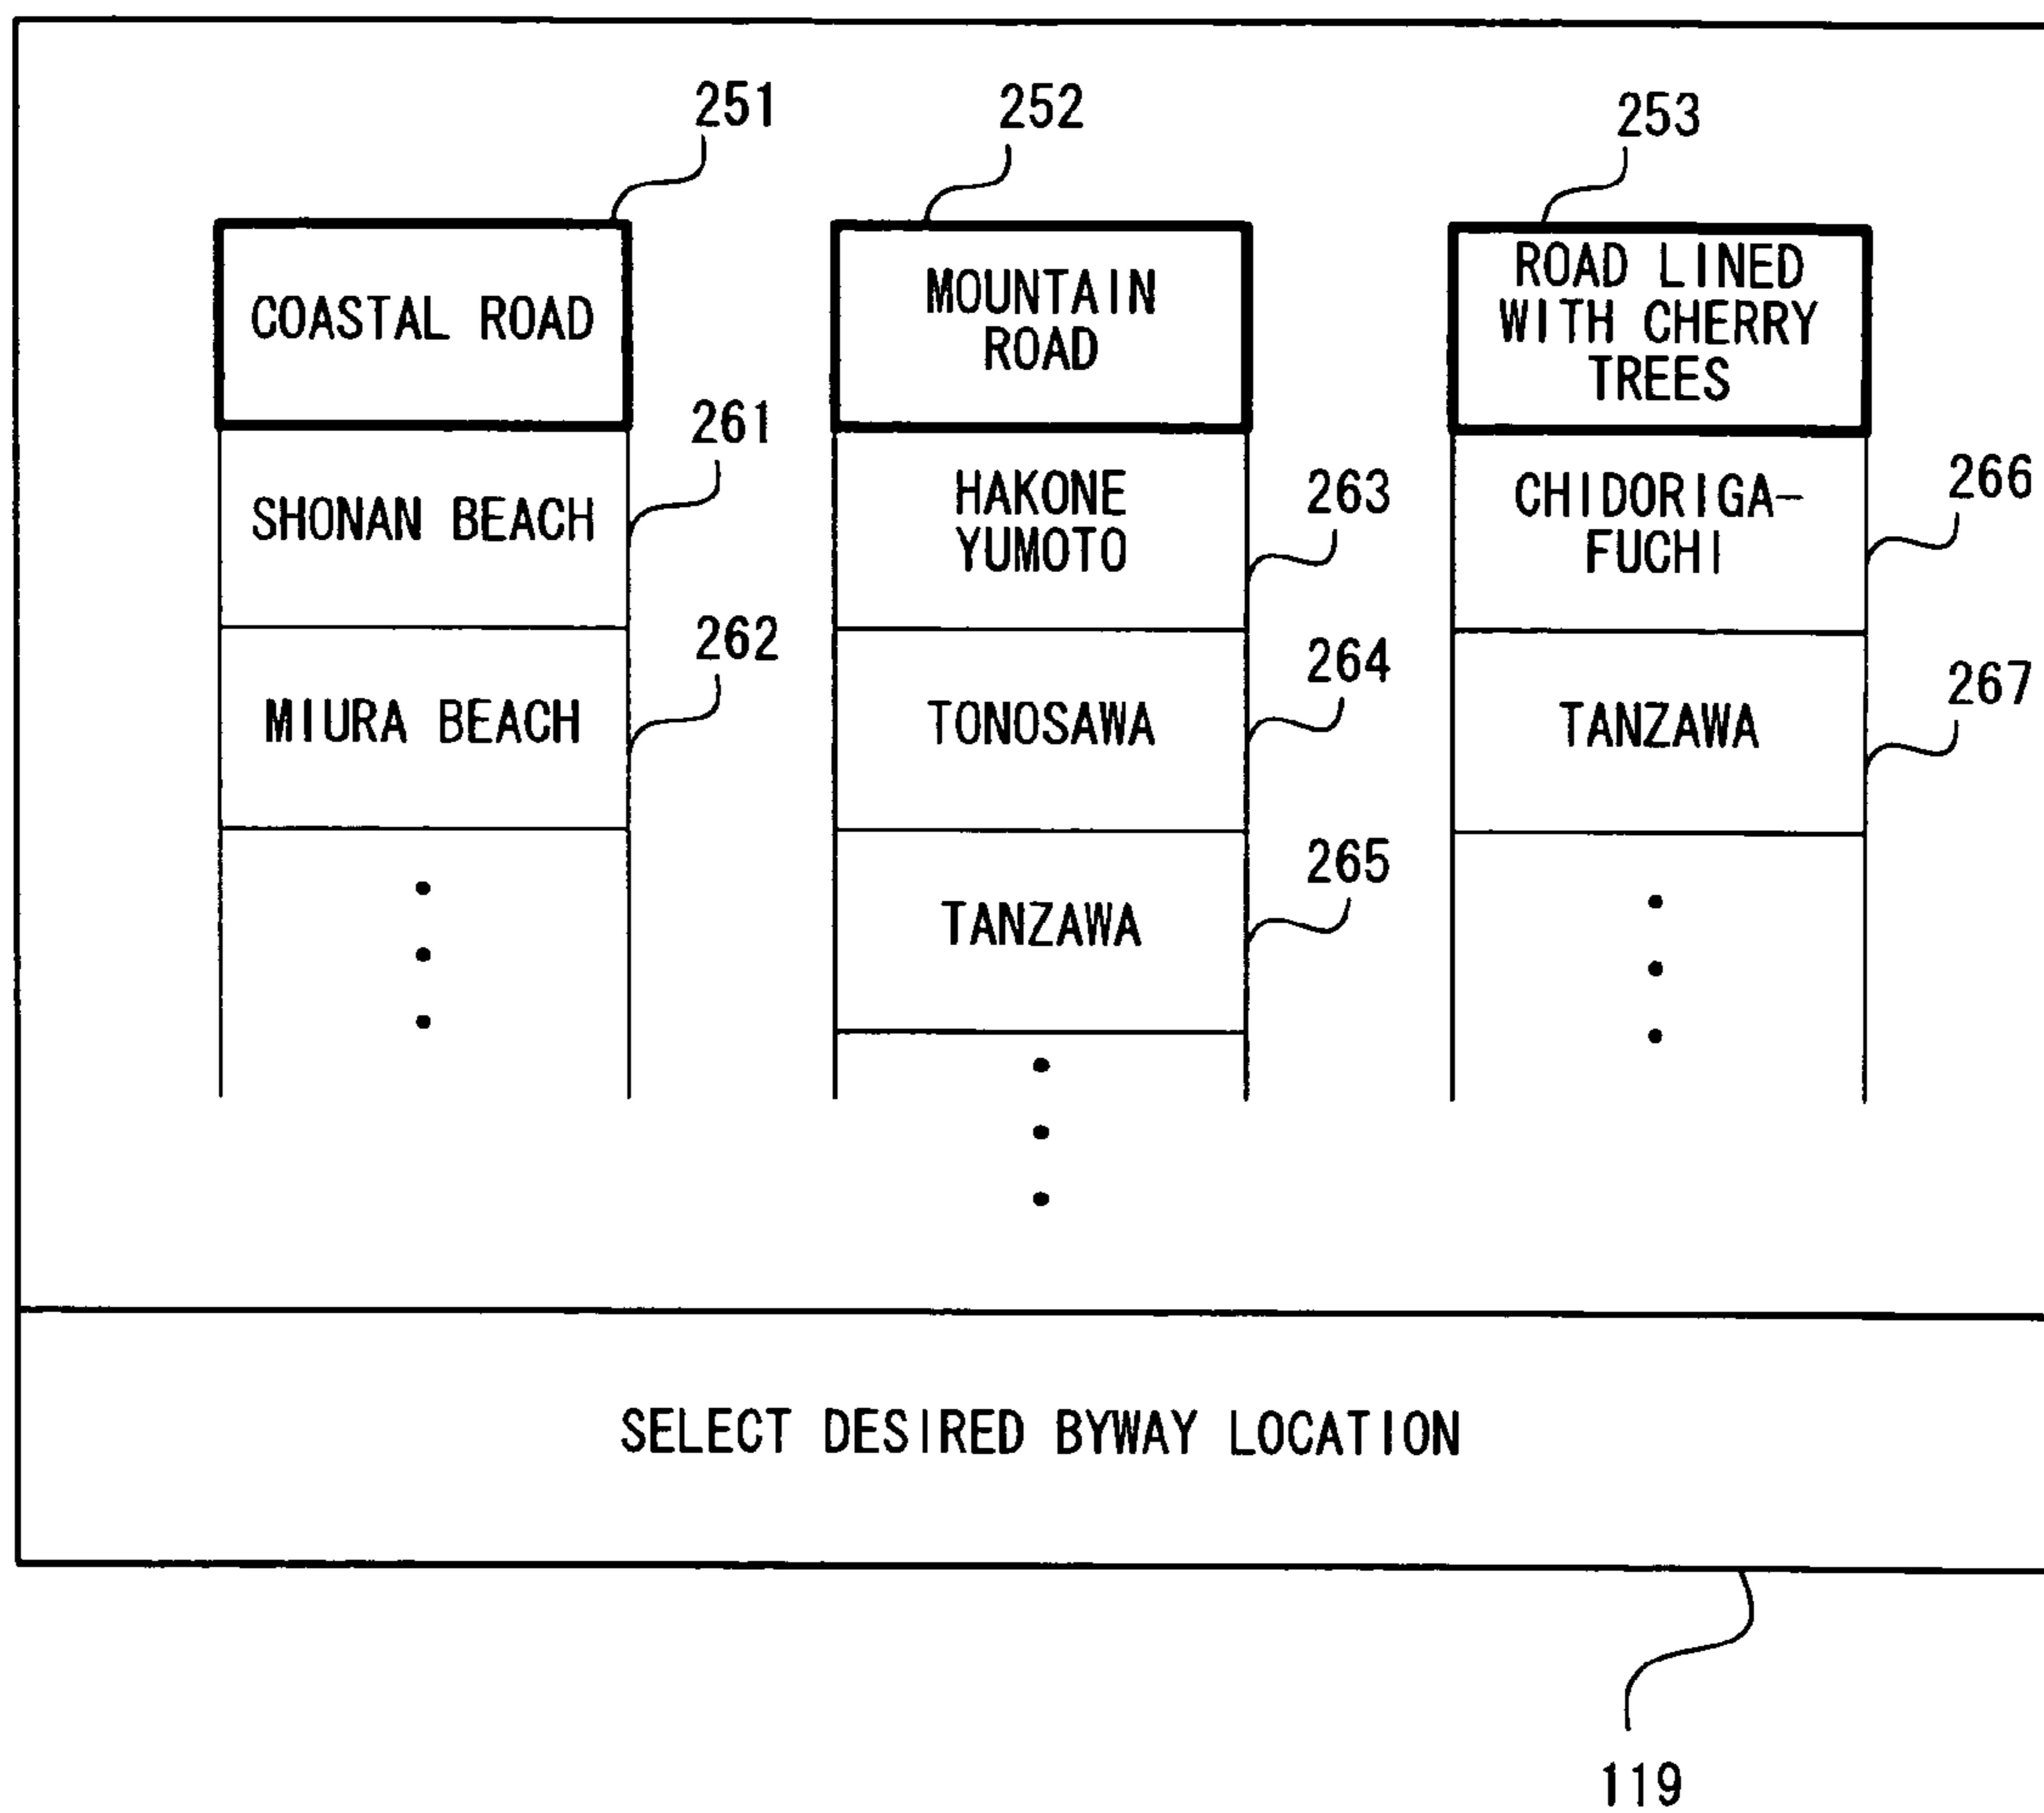 251
252
253
COASTAL ROAD
MOUNTAIN
ROAD
ROAD LINED
WITH CHERRY
TREES
261
SHONAN BEACH
HAKONE
YUMOTO
263
CHIDORIGA-
FUCHI
266
262
MIURA BEACH
TONOSAWA
264
TANZAWA
267
TANZAWA
265
SELECT DESIRED BYWAY LOCATION
119